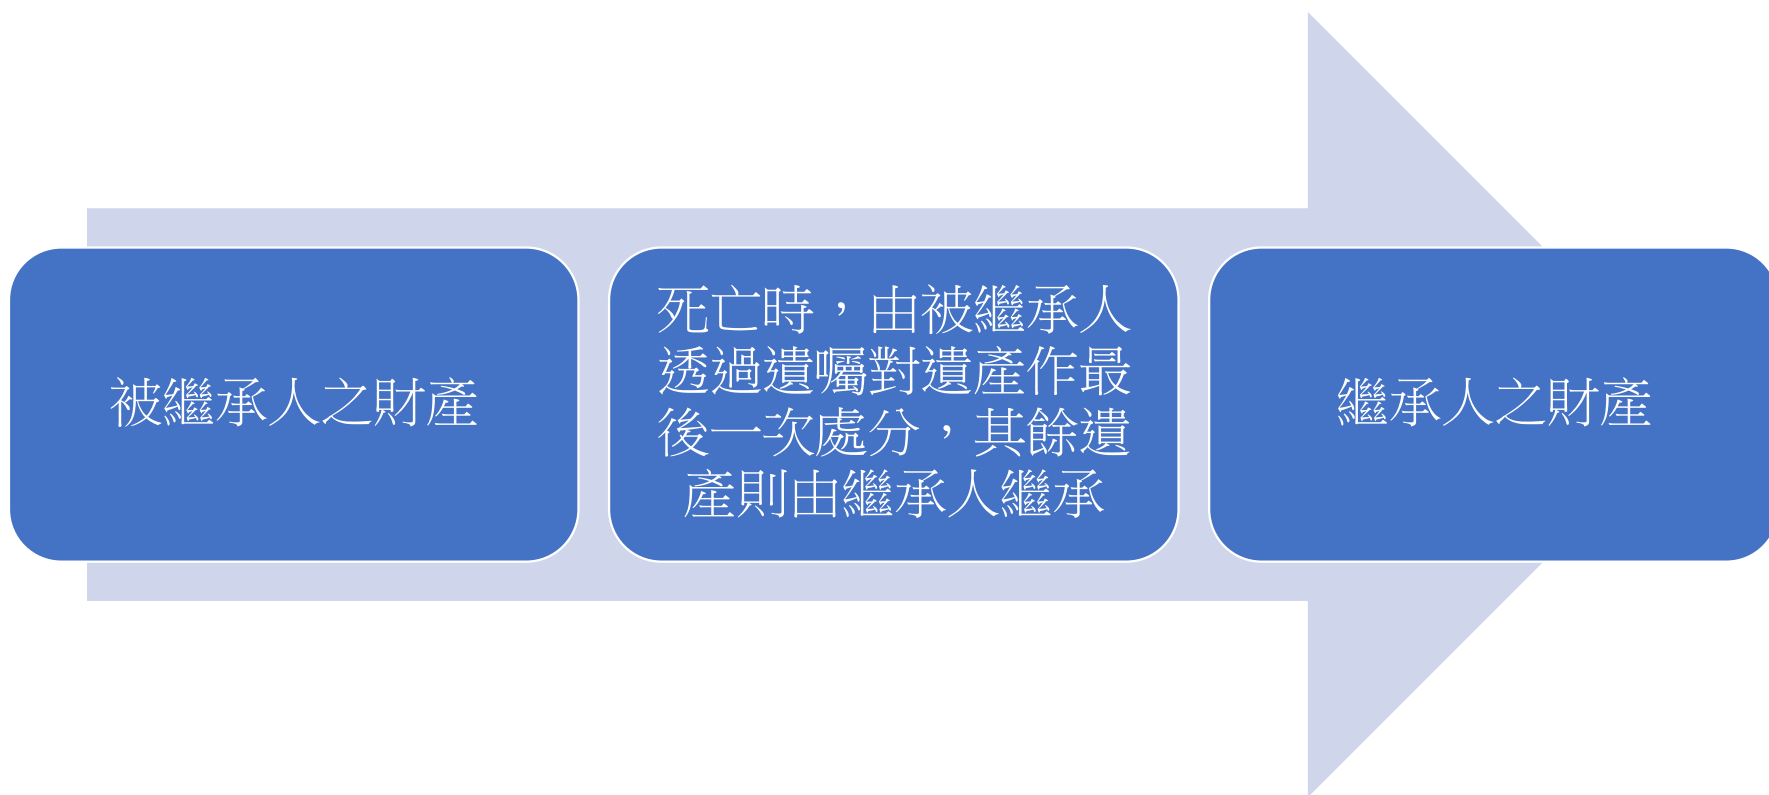 被繼承人之財產
死亡時，由被繼承人
透過遺囑對遺產作最
後一次處分，其餘遺
產則由繼承人繼承
繼承人之財產